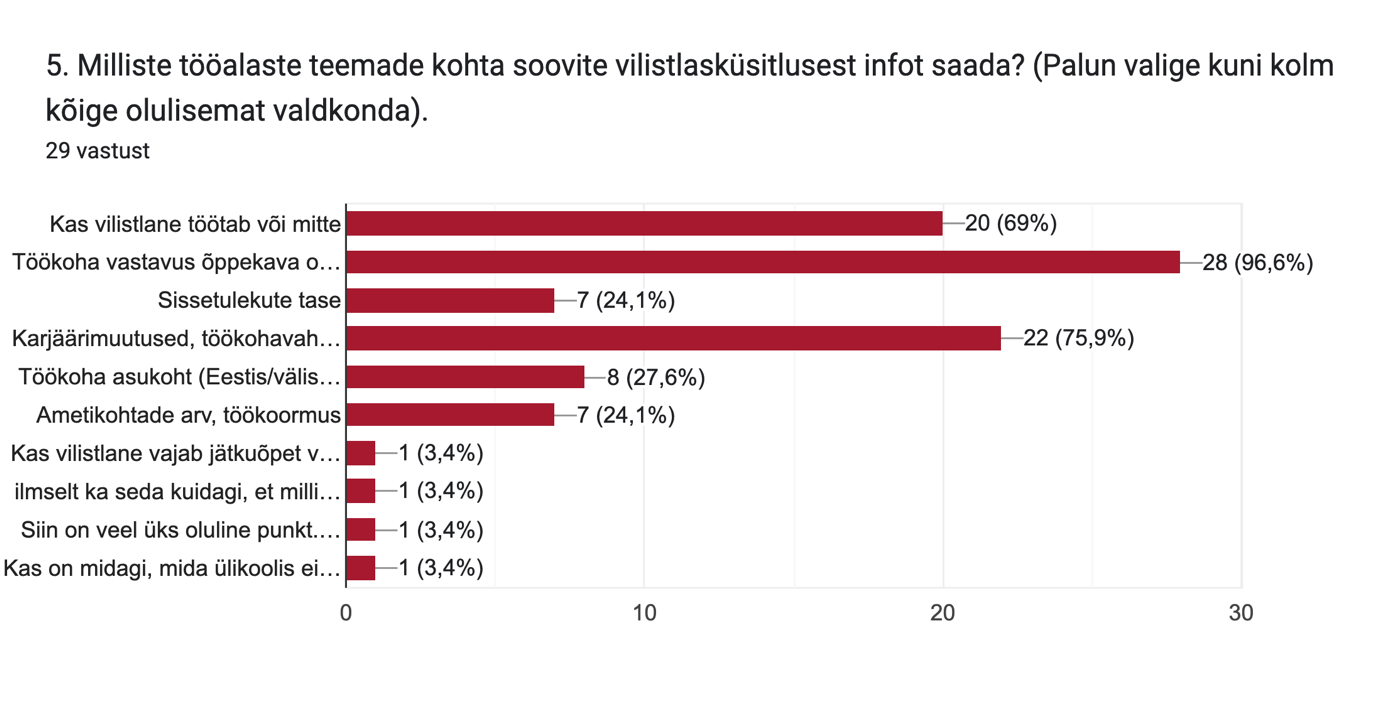 5. Milliste tööalaste teemade kohta soovite vilistlasküsitlusest infot saada? (Palun valige kuni kolm
kõige olulisemat valdkonda).
29 vastust
Kas vilistlane töötab või mitte 20 (69%)
Töökoha vastavus õppekava o… 28 (96,6%)
Sissetulekute tase 7 (24,1%)
Karjäärimuutused, töökohavah… 22 (75,9%)
Töökoha asukoht (Eestis/välis… 8 (27,6%)
Ametikohtade arv, töökoormus 7 (24,1%)
Kas vilistlane vajab jätkuõpet v… 1 (3,4%)
ilmselt ka seda kuidagi, et milli… 1 (3,4%)
Siin on veel üks oluline punkt.… 1 (3,4%)
Kas on midagi, mida ülikoolis ei… 1 (3,4%)
0 10 20 30